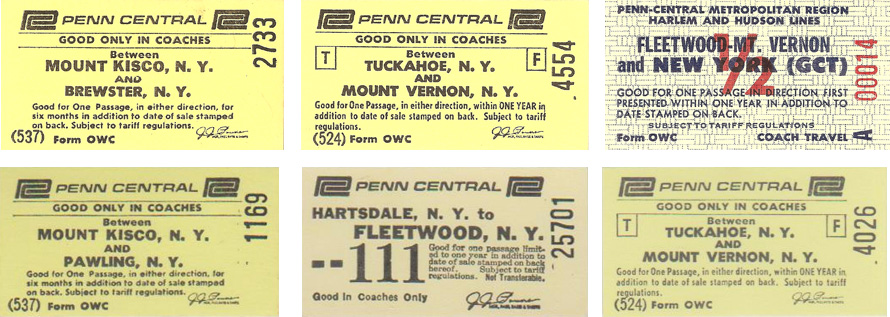 PENN CENTRAL
GOOD ONLY IN COACHES
Between
MOUNT KISCO, N. Y.
AND
BREWSTER, N. Y.
Good for One Passage, in either direction, for
six months in addition to date of sale stamped
on back. Subject to tariff regulations.
(537) Form OWC
2733
PENN CENTRAL
GOOD ONLY IN COACHES
T
Between
F
TUCKAHOE, N. Y.
AND
MOUNT VERNON, N. Y.
Good for One Passage, in either direction, within ONE YEAR in
addition to date of sale stamped on back. Subject to tariff
regulations.
(524) Form OWC
4554
PENN-CENTRAL METROPOLITAN REGION
HARLEM AND HUDSON LINES
FLEETWOOD-MT. VERNON
and NEW YORK (GCT)
1/2
GOOD FOR ONE PASSAGE IN DIRECTION FIRST
PRESENTED WITHIN ONE YEAR IN ADDITION TO
DATE STAMPED ON BACK.
SUBJECT TO TARIFF REGULATIONS
Form OWC COACH TRAVEL
A 00014
PENN CENTRAL
GOOD ONLY IN COACHES
Between
MOUNT KISCO, N. Y.
AND
PAWLING, N. Y.
Good for One Passage, in either direction, for
six months in addition to date of sale stamped
on back. Subject to tariff regulations.
(537) Form OWC
1169
PENN CENTRAL
HARTSDALE, N. Y. to
FLEETWOOD, N. Y.
--111
Good for one passage limit-
ed to one year in addition to
date of sale stamped on back
hereof. Subject to tariff
regulations. Not Transferable.
Good In Coaches Only
25701
PENN CENTRAL
GOOD ONLY IN COACHES
T
Between
F
TUCKAHOE, N. Y.
AND
MOUNT VERNON, N. Y.
Good for One Passage, in either direction, within ONE YEAR in
addition to date of sale stamped on back. Subject to tariff
regulations.
(524) Form OWC
4026